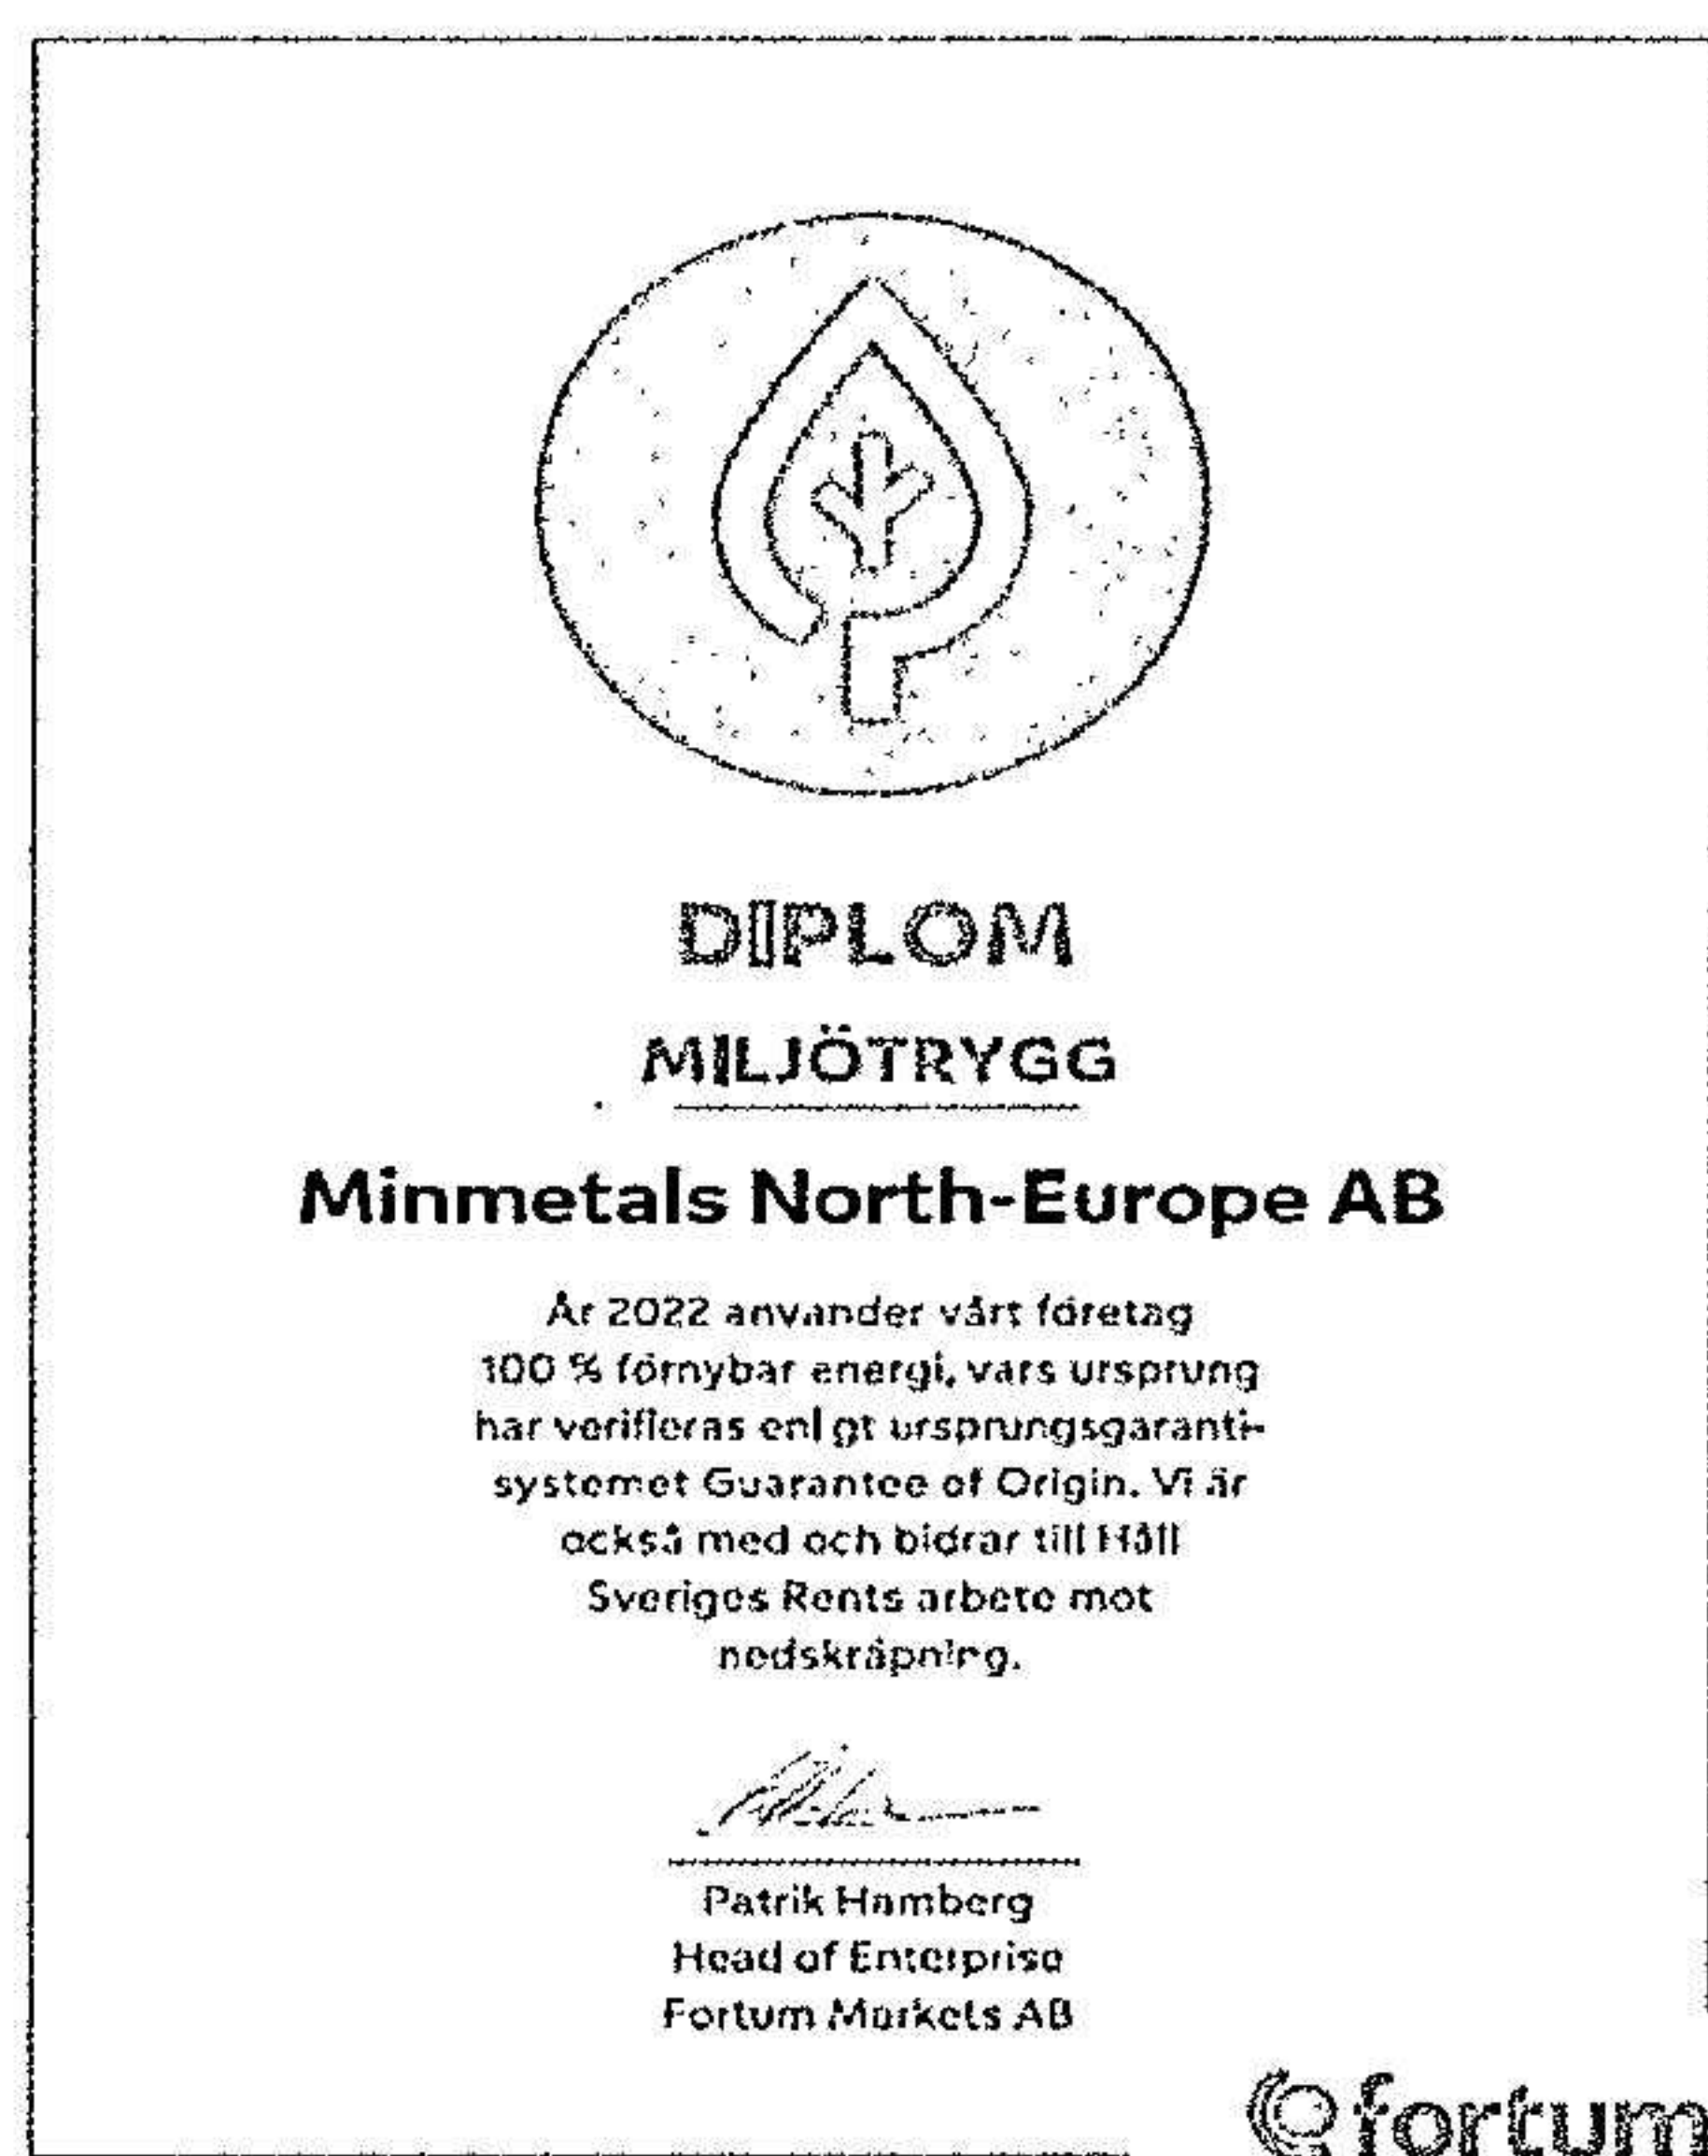 DIPLOM
MILJÖTRYGG
Minmetals North-Europe AB
År 2022 använder vårt företag
100 % förnybar energi, vars ursprung
har verifieras enligt ursprungsgaranti-
systemet Guarantee of Origin. Vi är
också med och bidrar till Håll
Sveriges Rents arbete mot
nedskräpning.
Patrik Hamberg
Head of Enterprise
Fortum Markets AB
fortum